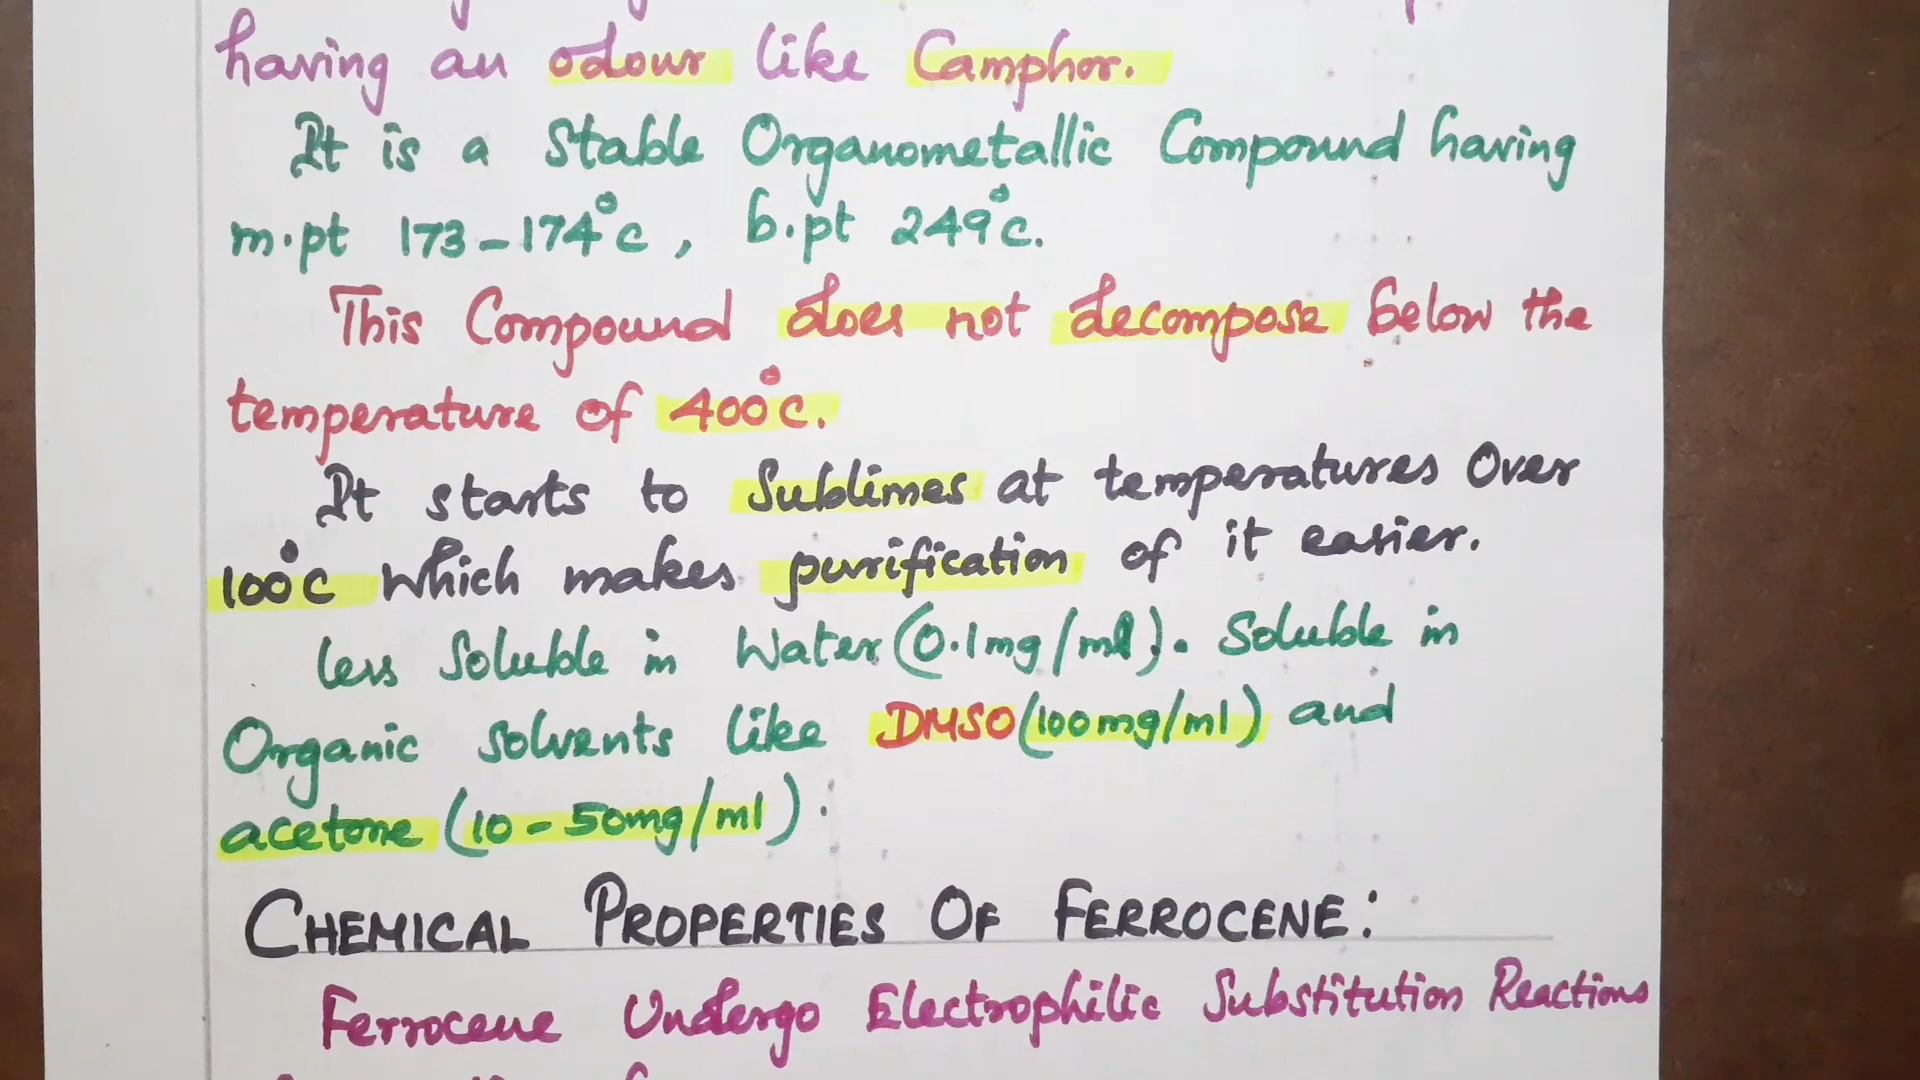 having an odour like Camphor.
It is a Stable Organometallic Compound having
m.pt 173-174°c, b.pt 249°c.
This Compound does not decompose below the
temperature of 400°c.
It starts to Sublimes at temperatures Over
100°c Which makes purification of it easier.
less Soluble in Water (0.1mg/ml). Soluble in
Organic solvents like DMSO (100mg/ml) and
acetone (10-50mg/ml).
CHEMICAL PROPERTIES OF FERROCENE:
Ferrocene Undergo Electrophilic Substitution Reactions